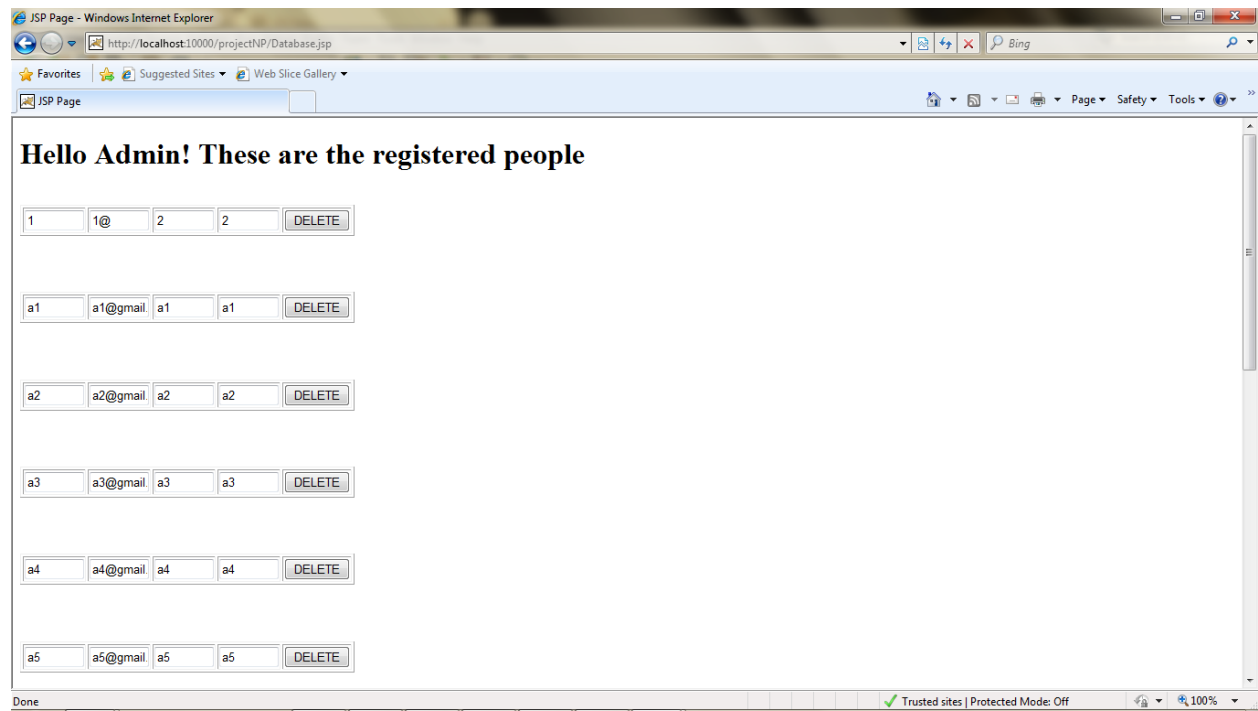 JSP Page - Windows Internet Explorer
http://localhost:10000/projectNP/Database.jsp
Bing
Favorites Suggested Sites Web Slice Gallery
JSP Page
Page Safety Tools
Hello Admin! These are the registered people
1 1@ 2 2 DELETE
a1 a1@gmail. a1 a1 DELETE
a2 a2@gmail. a2 a2 DELETE
a3 a3@gmail. a3 a3 DELETE
a4 a4@gmail. a4 a4 DELETE
a5 a5@gmail. a5 a5 DELETE
Done Trusted sites | Protected Mode: Off 100%